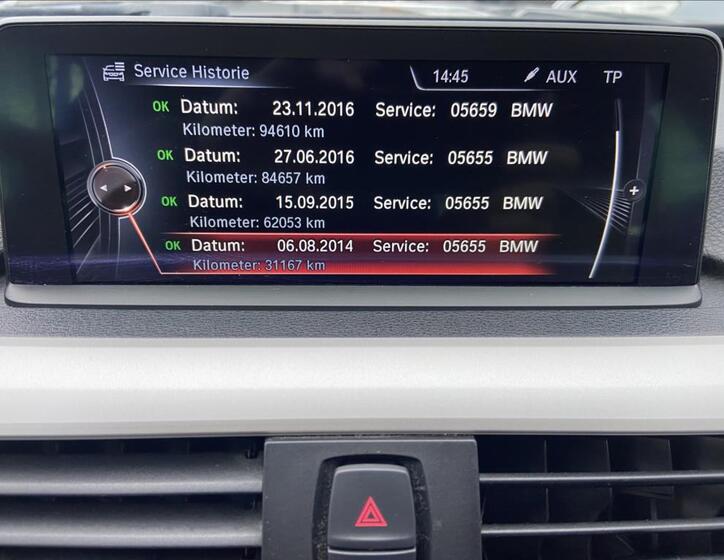 Service Historie 14:45 AUX TP
OK Datum: 23.11.2016 Service: 05659 BMW
Kilometer: 94610 km
OK Datum: 27.06.2016 Service: 05655 BMW
Kilometer: 84657 km
OK Datum: 15.09.2015 Service: 05655 BMW
Kilometer: 62053 km
OK Datum: 06.08.2014 Service: 05655 BMW
Kilometer: 31167 km